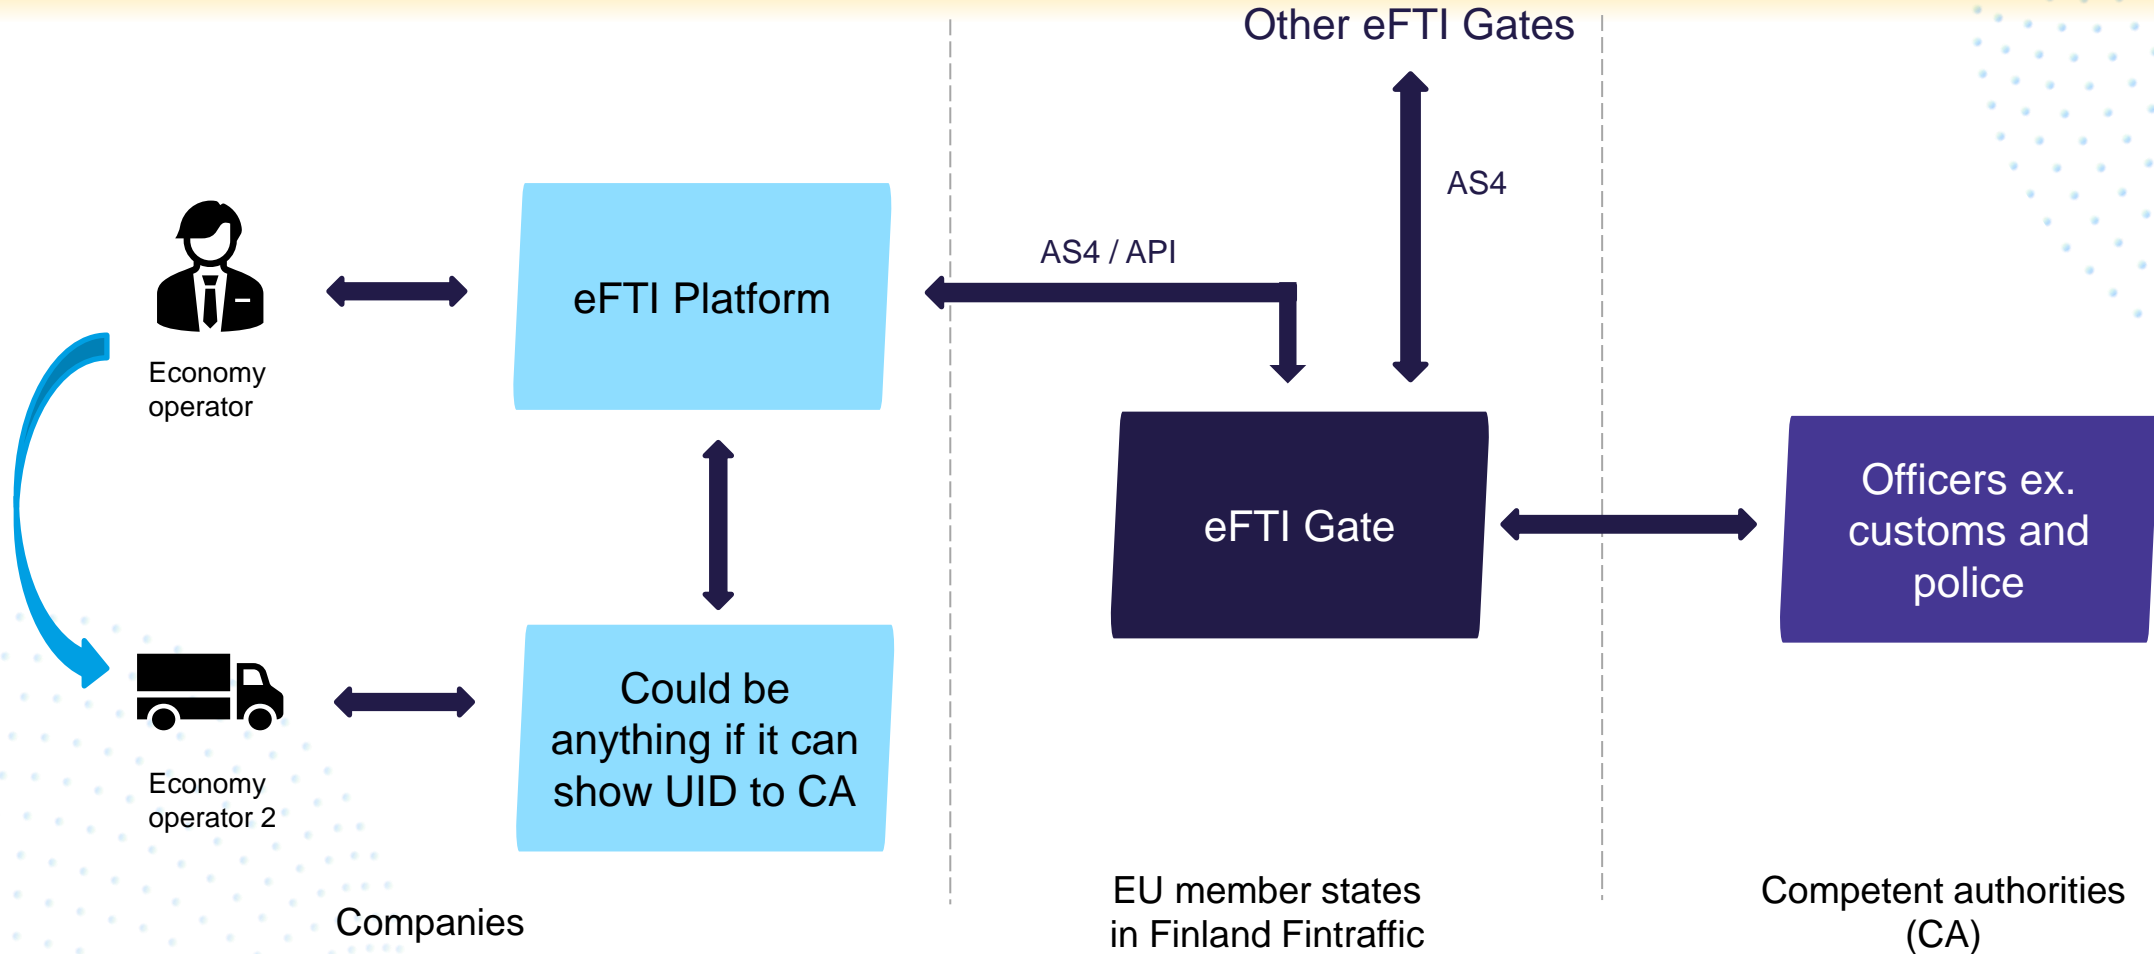 Other eFTI Gates
AS4
AS4 / API
eFTI Platform
Economy
operator
eFTI Gate
Officers ex.
customs and
police
Could be
anything if it can
show UID to CA
Economy
operator 2
Companies
EU member states
in Finland Fintraffic
Competent authorities
(CA)